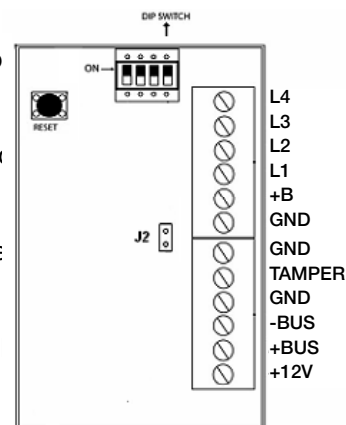 DIP SWITCH
ON
RESET
L4
L3
L2
L1
+B
GND
J2
GND
TAMPER
GND
-BUS
+BUS
+12V